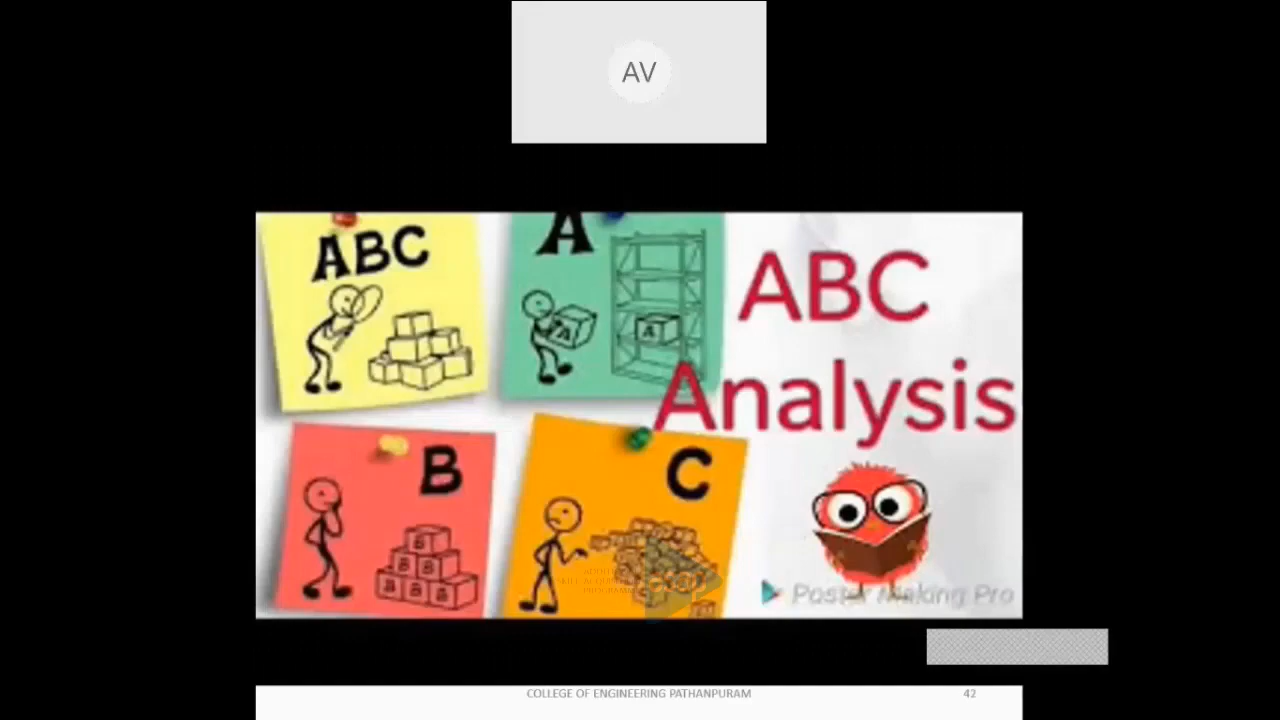 AV
ABC
A
A
A
ABC
Analysis
B
B
B B
B B B
C
Poster Making Pro
COLLEGE OF ENGINEERING PATHANPURAM
42